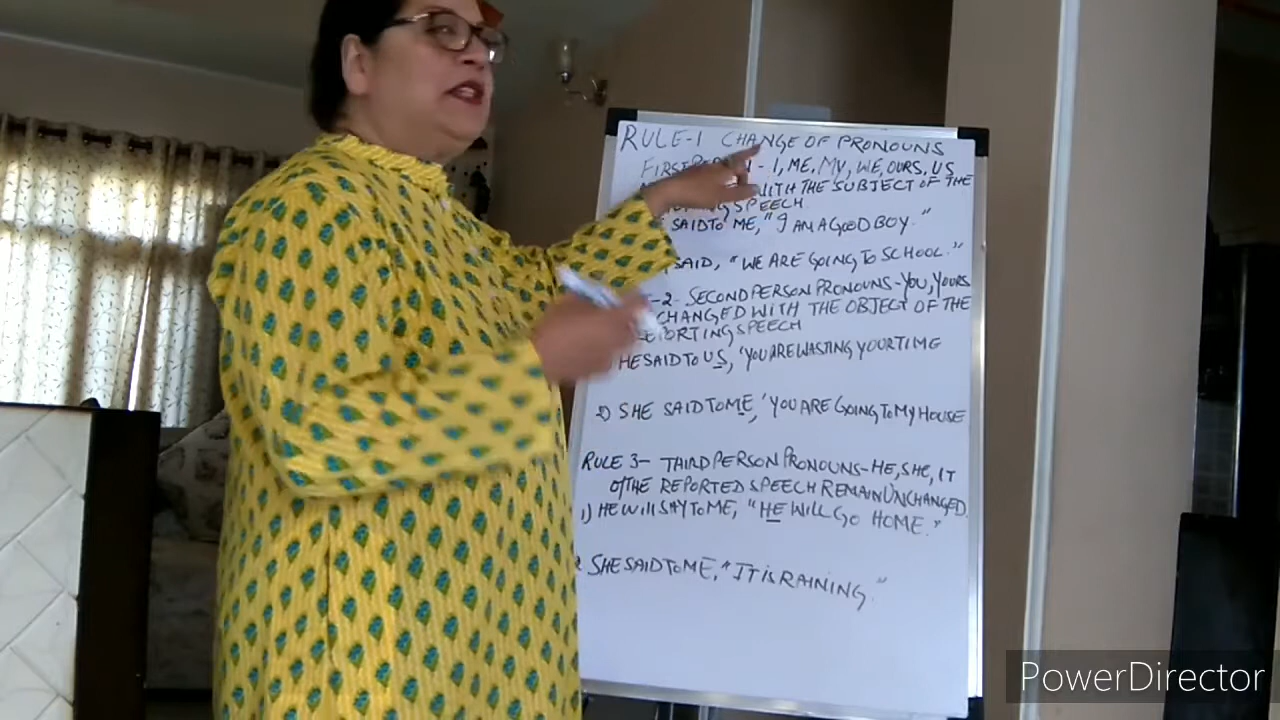 RULE-1 CHANGE OF PRONOUNS
FIRST - I, ME, MY, WE, OURS, US
WITH THE SUBJECT OF THE
SPEECH
SAID TO ME, "I AM A GOOD BOY."
SAID, "WE ARE GOING TO SCHOOL."
-2- SECOND PERSON PRONOUNS - YOU, YOURS
CHANGED WITH THE OBJECT OF THE
REPORTING SPEECH
HE SAID TO US, 'YOU ARE WASTING YOUR TIME
2) SHE SAID TO ME, 'YOU ARE GOING TO MY HOUSE
RULE 3- THIRD PERSON PRONOUNS - HE, SHE, IT
OF THE REPORTED SPEECH REMAIN UNCHANGED.
1) HE WILL SAY TO ME, "HE WILL GO HOME."
SHE SAID TO ME, "IT IS RAINING."
PowerDirector